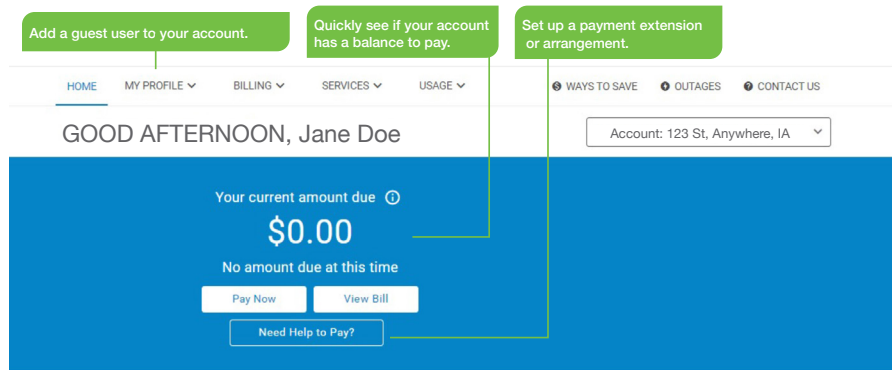 Add a guest user to your account.
Quickly see if your account
has a balance to pay.
Set up a payment extension
or arrangement.
HOME MY PROFILE BILLING SERVICES USAGE WAYS TO SAVE OUTAGES CONTACT US
GOOD AFTERNOON, Jane Doe
Account: 123 St, Anywhere, IA
Your current amount due
$0.00
No amount due at this time
Pay Now View Bill
Need Help to Pay?